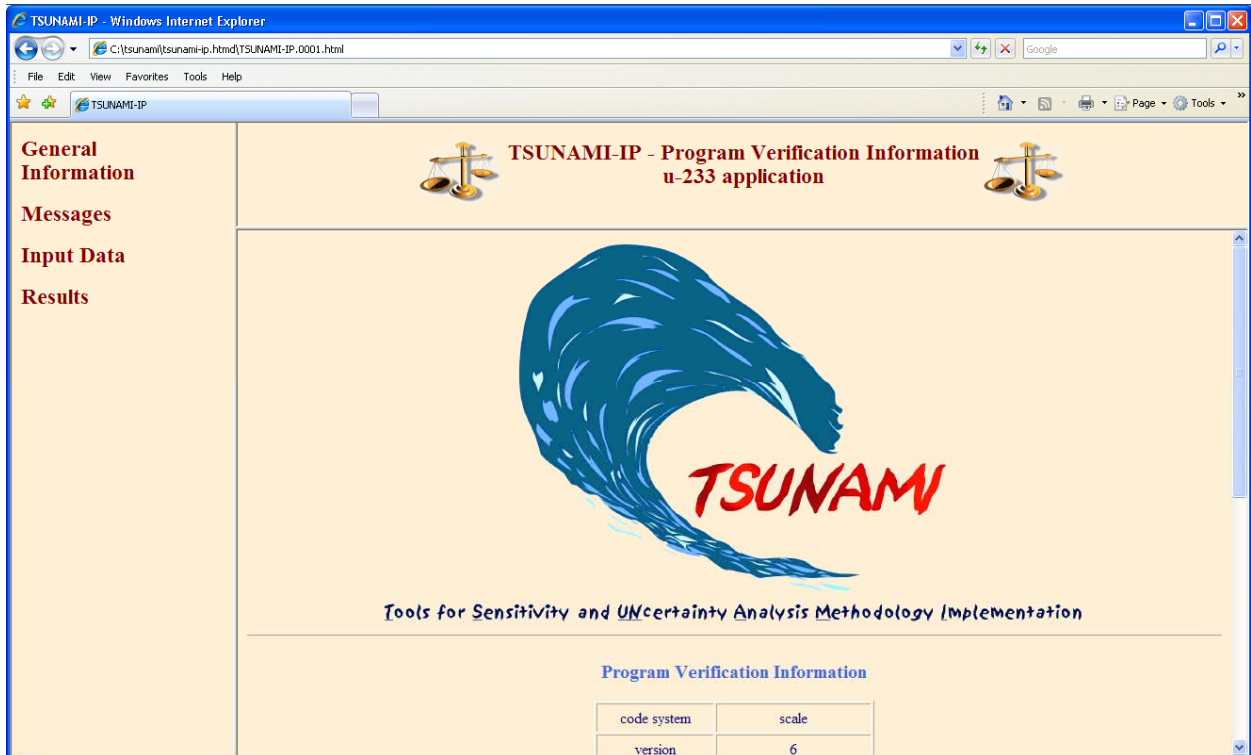 TSUNAMI-IP - Windows Internet Explorer
C:\tsunami\tsunami-ip.htmd\TSUNAMI-IP.0001.html
Google
File Edit View Favorites Tools Help
TSUNAMI-IP
Page Tools »
General
Information
Messages
Input Data
Results
TSUNAMI-IP - Program Verification Information
u-233 application
TSUNAMI
Tools for Sensitivity and UNcertainty Analysis Methodology Implementation
Program Verification Information
code system scale
version 6